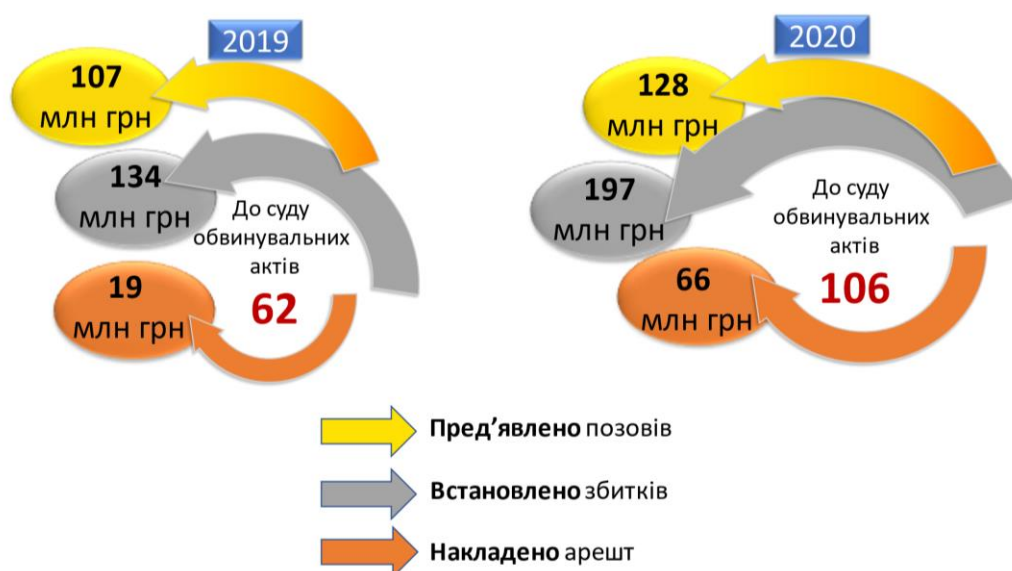 2019
107
млн грн
134
млн грн
19
млн грн
До суду
обвинувальних
актів
62
2020
128
млн грн
197
млн грн
66
млн грн
До суду
обвинувальних
актів
106
Пред’явлено позовів
Встановлено збитків
Накладено арешт